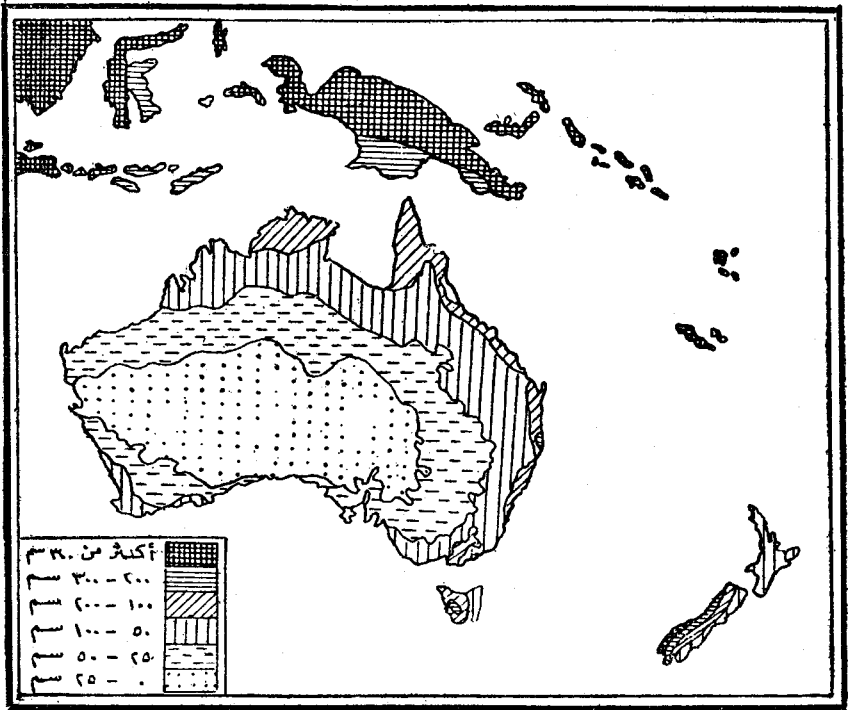 أكثر من ٣٠٠ سم
٢٠٠ – ٣٠٠ سم
١٠٠ – ٢٠٠ سم
٥٠ – ١٠٠ سم
٢٥ – ٥٠ سم
٠ – ٢٥ سم